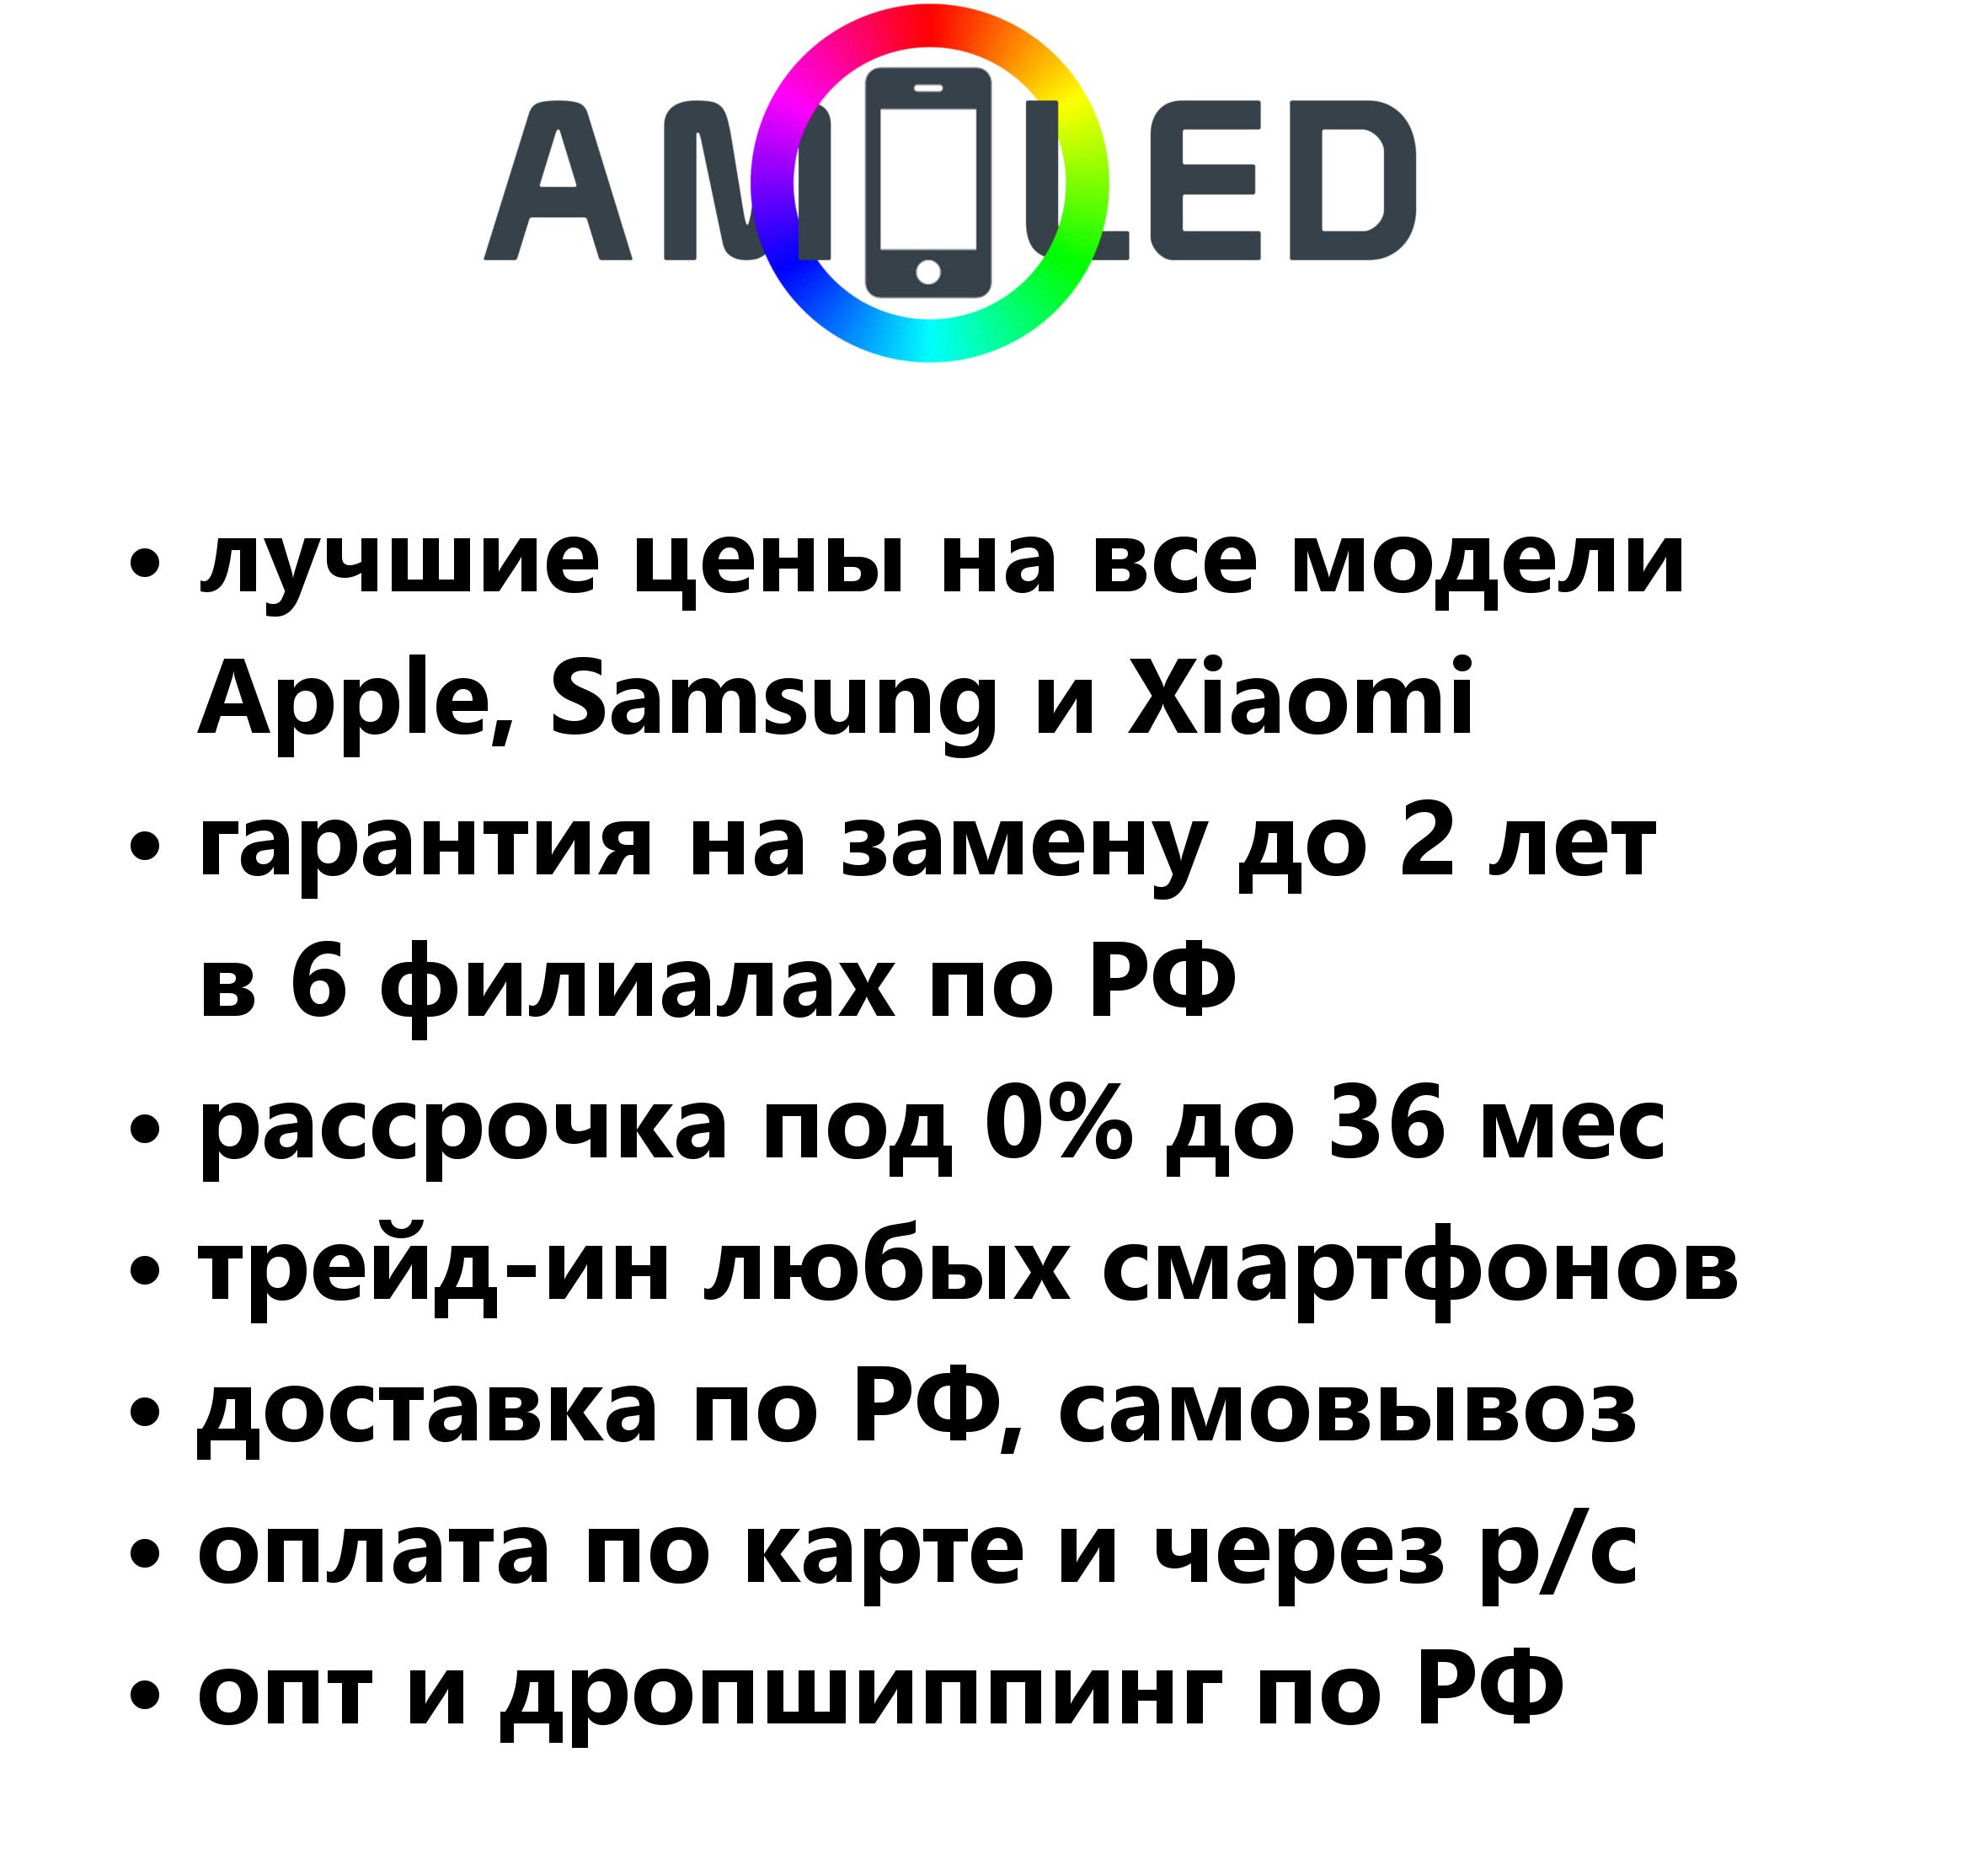 AMOLED
• лучшие цены на все модели
Apple, Samsung и Xiaomi
• гарантия на замену до 2 лет
в 6 филиалах по РФ
• рассрочка под 0% до 36 мес
• трейд-ин любых смартфонов
• доставка по РФ, самовывоз
• оплата по карте и через р/с
• опт и дропшиппинг по РФ